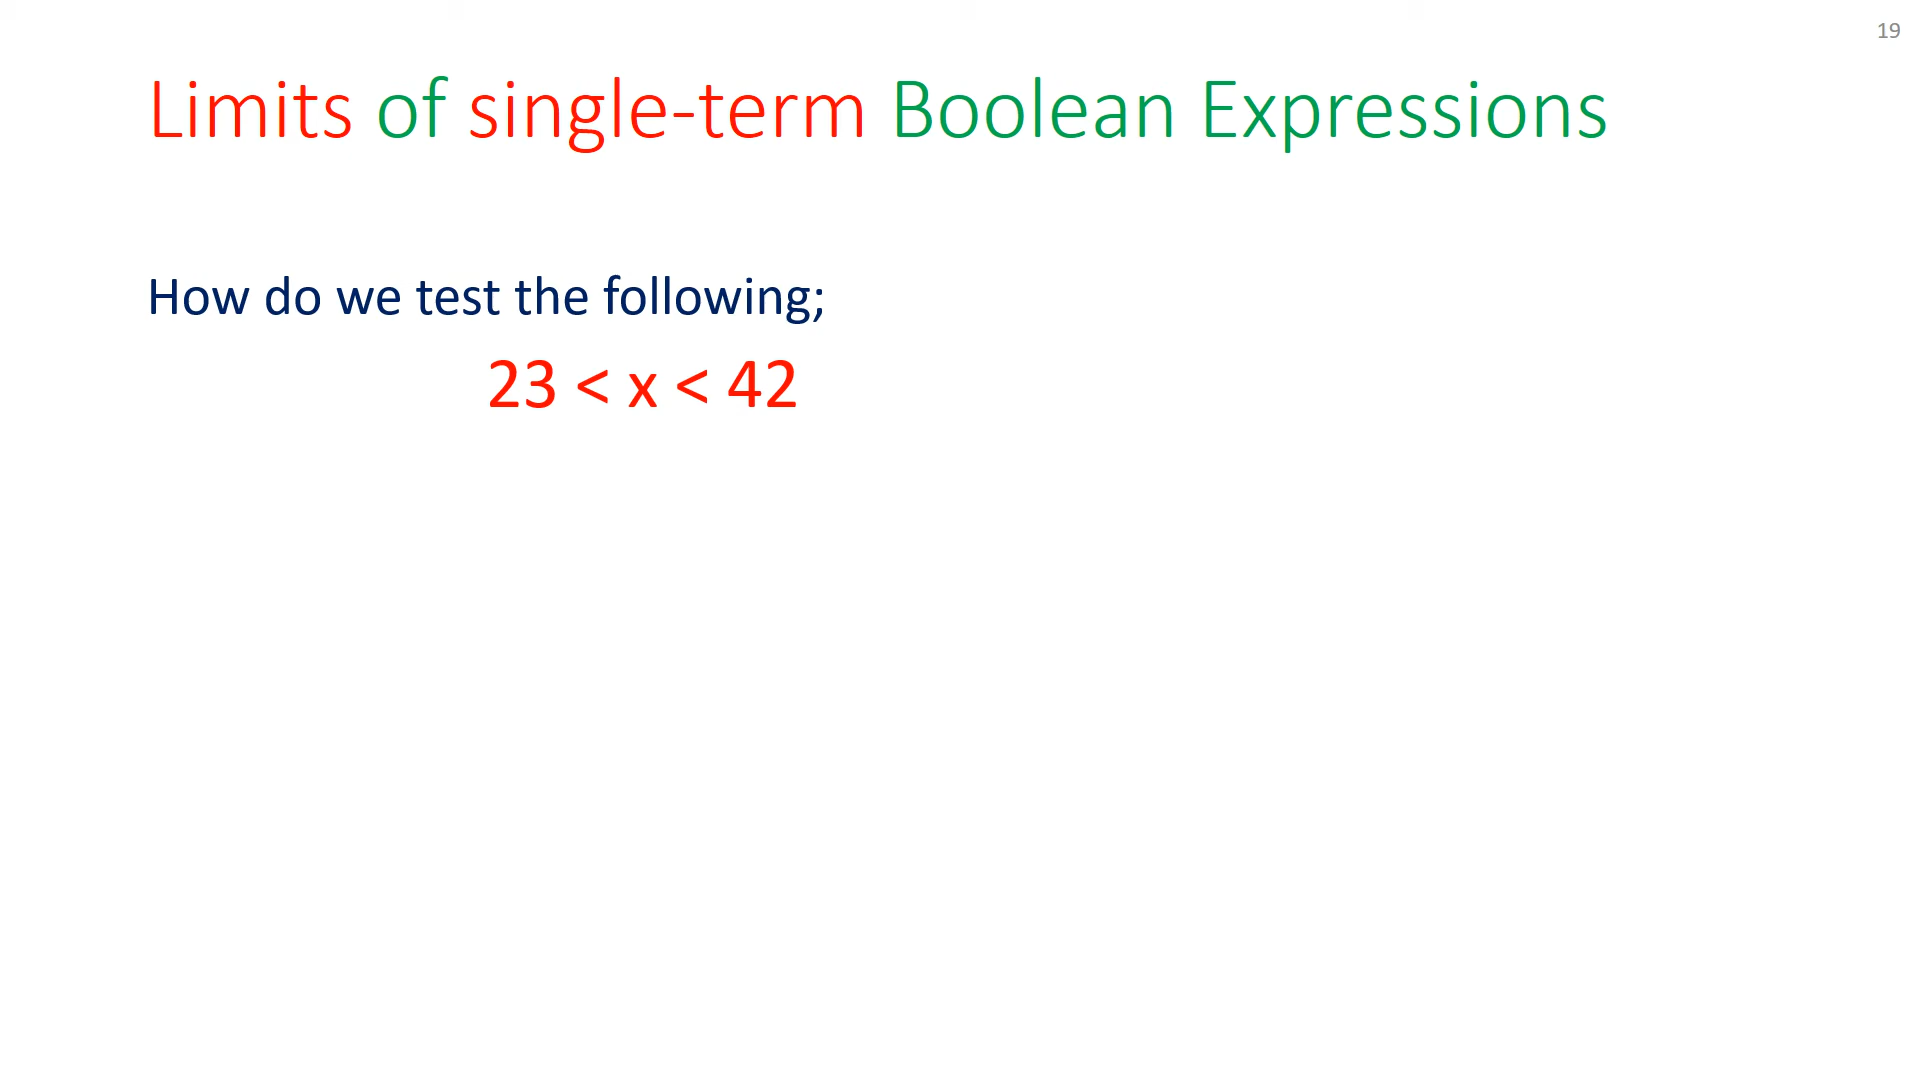 19
Limits of single-term Boolean Expressions
How do we test the following;
23 < x < 42